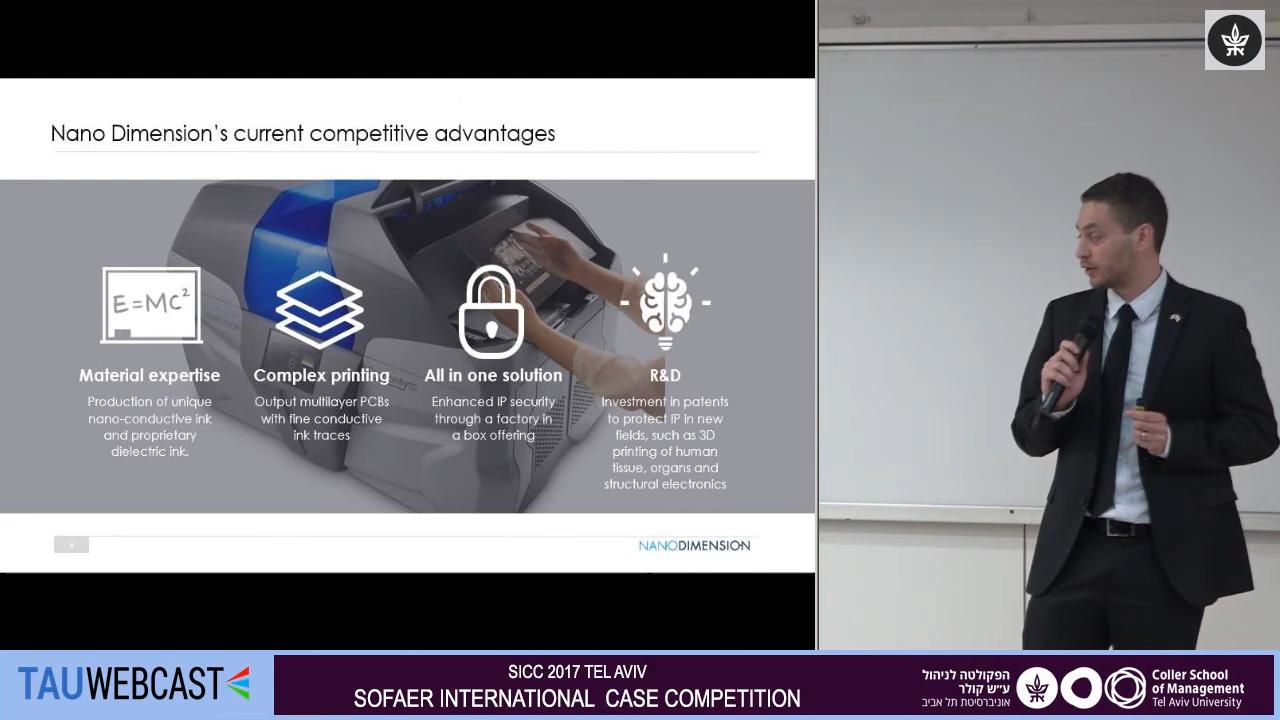 Nano Dimension's current competitive advantages
E=MC²
Material expertise
Production of unique
nano-conductive ink
and proprietary
dielectric ink.
Complex printing
Output multilayer PCBs
with fine conductive
ink traces
All in one solution
Enhanced IP security
through a factory in
a box offering
R&D
Investment in patents
to protect IP in new
fields, such as 3D
printing of human
tissue, organs and
structural electronics
NANODIMENSION
TAUWEBCAST
SICC 2017 TEL AVIV
SOFAER INTERNATIONAL CASE COMPETITION
הפקולטה לניהול
ע״ש קולר
אוניברסיטת תל אביב
Coller School
of Management
Tel Aviv University